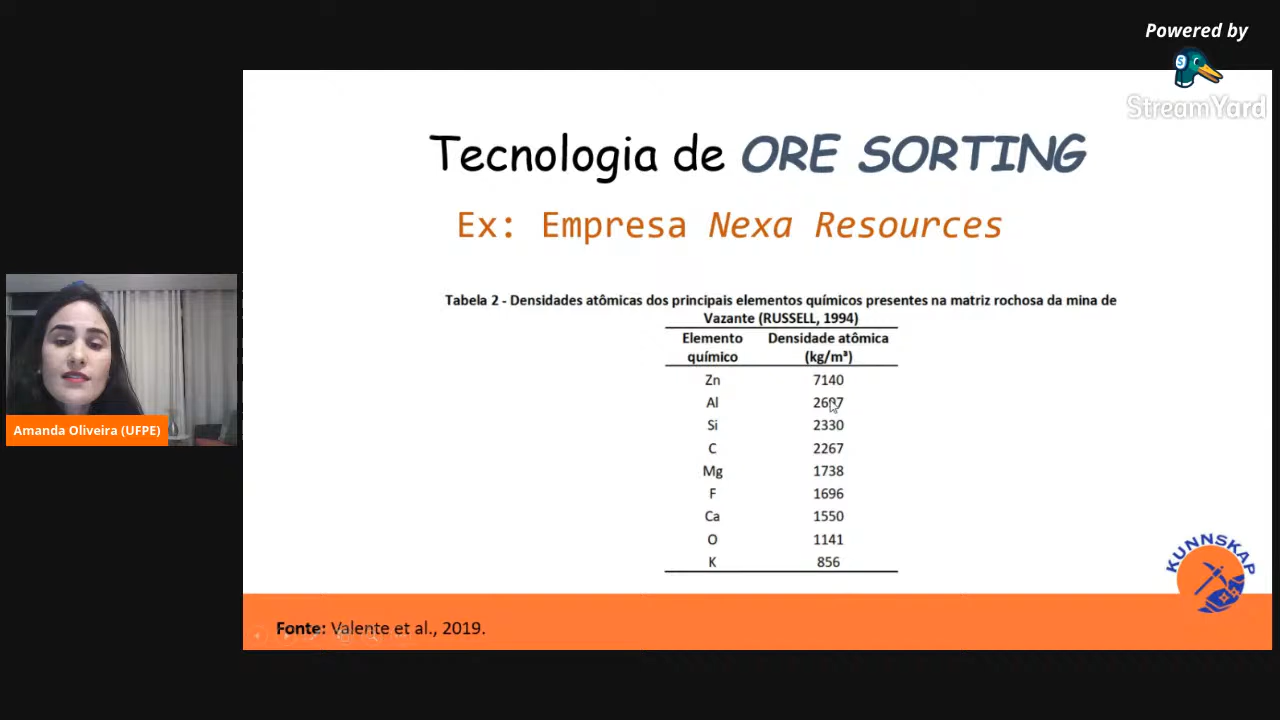 Powered by
StreamYard
Tecnologia de ORE SORTING
Ex: Empresa Nexa Resources
Tabela 2 - Densidades atômicas dos principais elementos químicos presentes na matriz rochosa da mina de
Vazante (RUSSELL, 1994)
Elemento químico Densidade atômica (kg/m³)
Zn 7140
Al
Si 2330
C 2267
Mg 1738
F 1696
Ca 1550
O 1141
K 856
KUNNSKAP
Fonte: Valente et al., 2019.
Amanda Oliveira (UFPE)